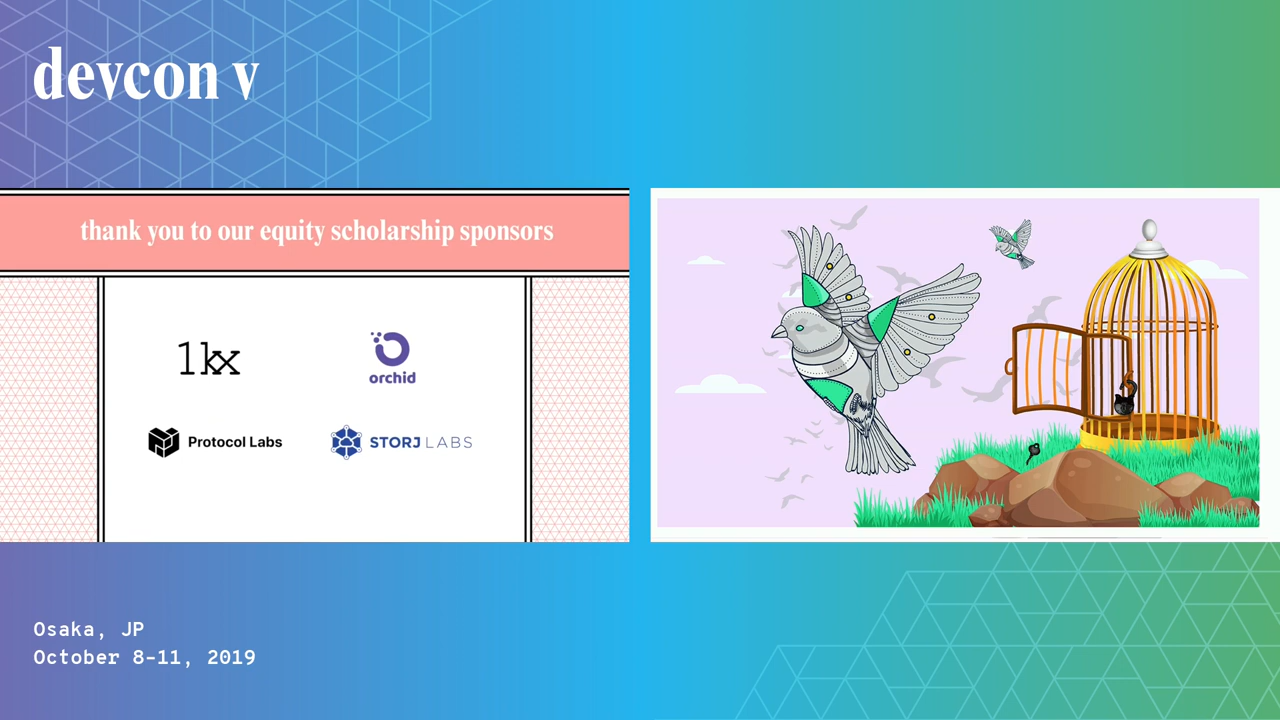 devcon v
thank you to our equity scholarship sponsors
1kx
orchid
Protocol Labs
STORJ LABS
Osaka, JP
October 8-11, 2019